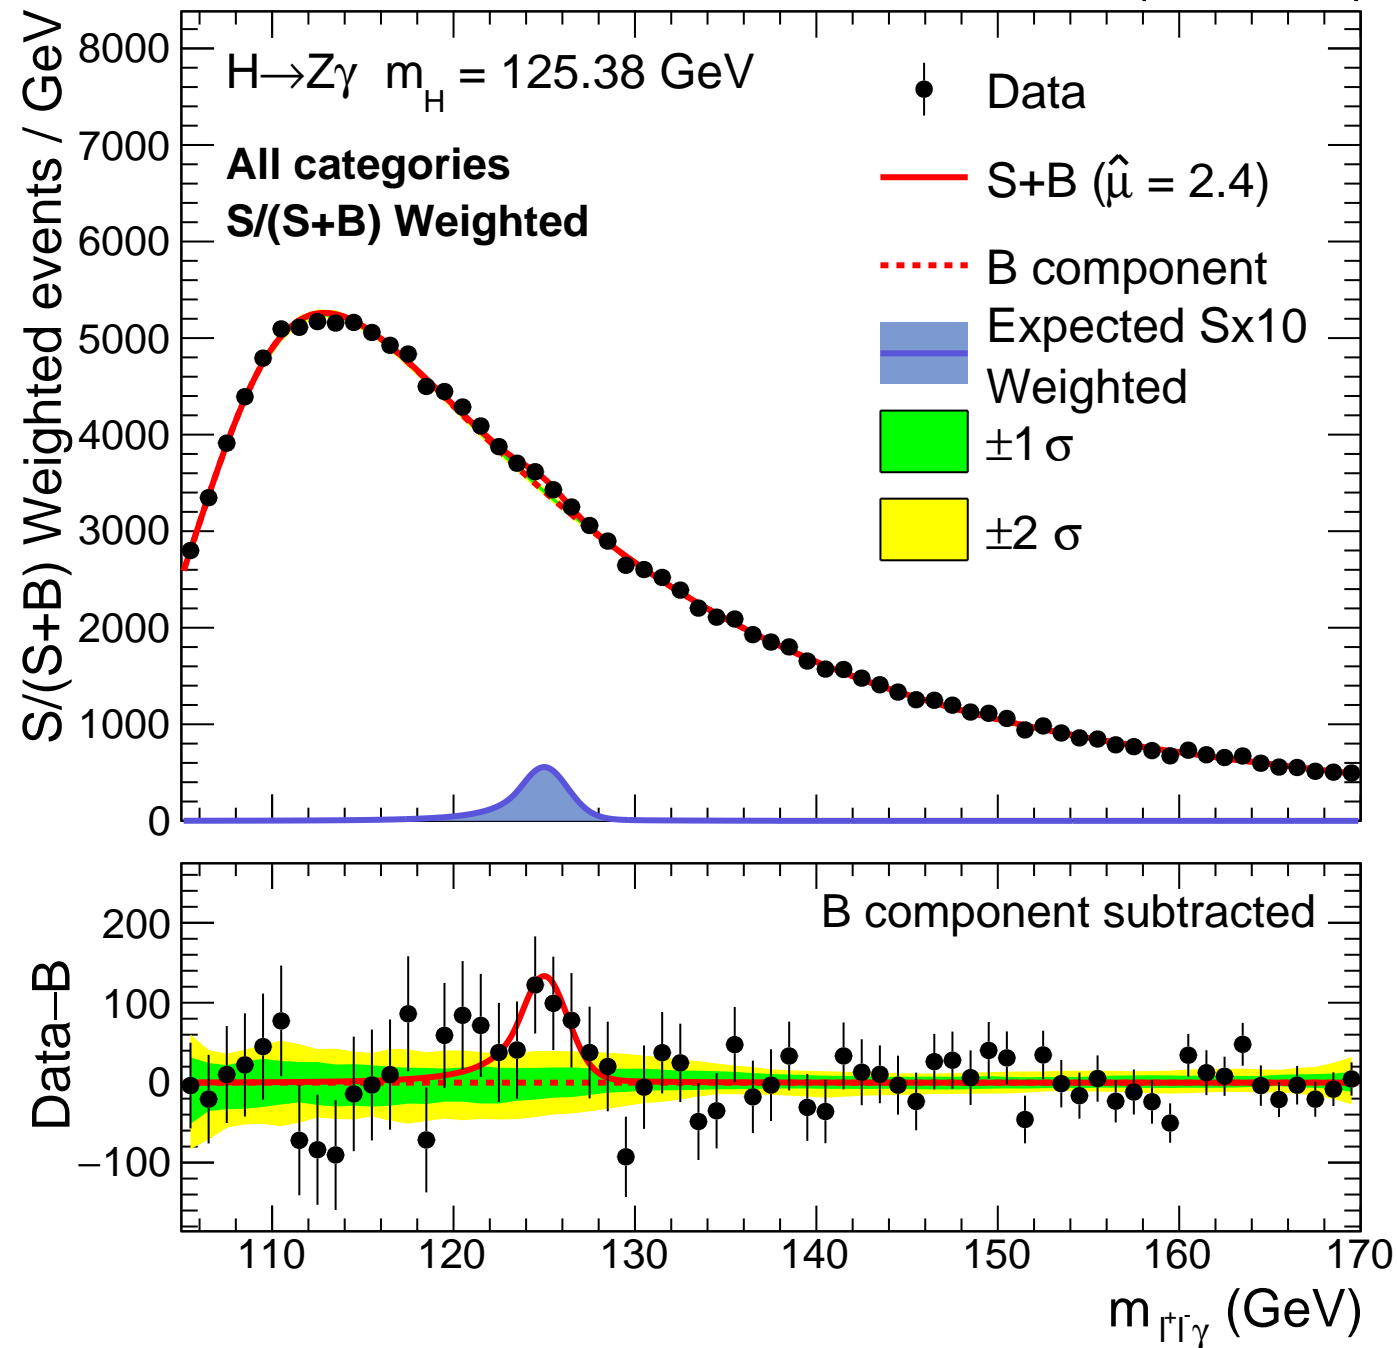 H→Zγ m_H = 125.38 GeV
All categories
S/(S+B) Weighted
Data
S+B (μ̂ = 2.4)
B component
Expected Sx10
Weighted
±1 σ
±2 σ
S/(S+B) Weighted events / GeV
8000
7000
6000
5000
4000
3000
2000
1000
0
B component subtracted
Data−B
200
100
0
−100
110 120 130 140 150 160 170
m_l⁺l⁻γ (GeV)